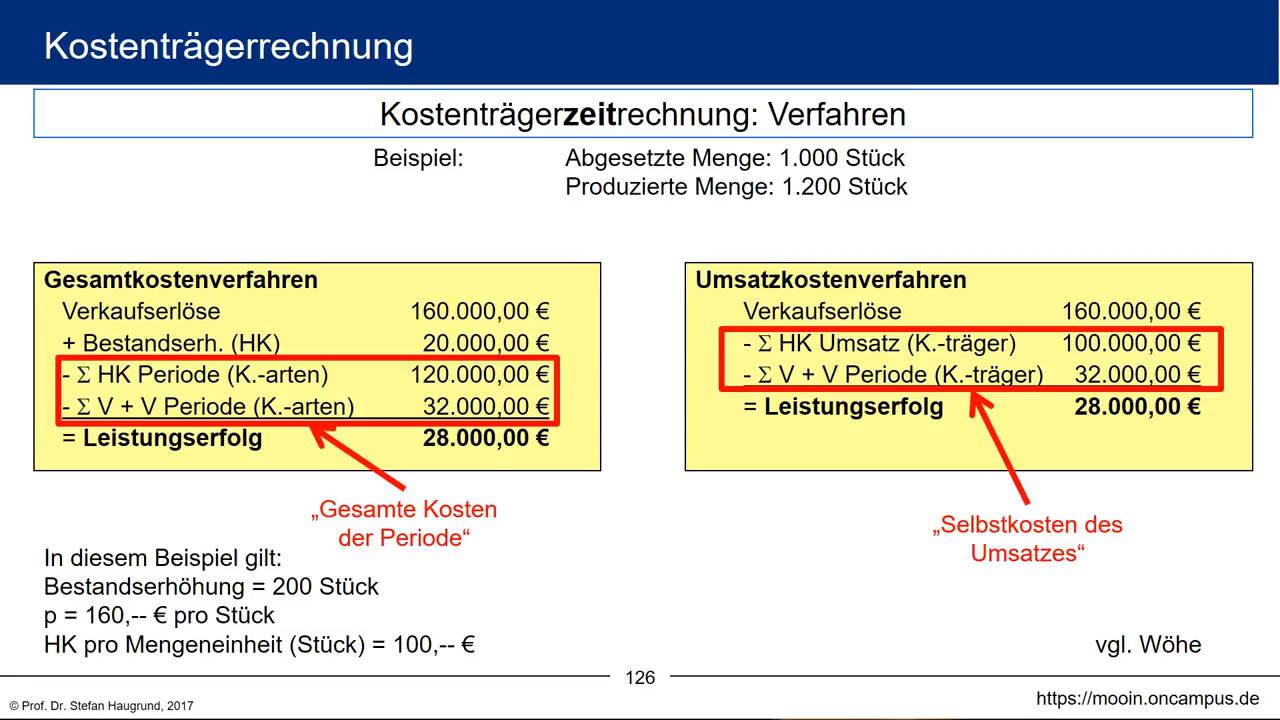 Kostenträgerrechnung
Kostenträgerzeitrechnung: Verfahren
Beispiel: Abgesetzte Menge: 1.000 Stück
Produzierte Menge: 1.200 Stück
Gesamtkostenverfahren
Verkaufserlöse 160.000,00 €
+ Bestandserh. (HK) 20.000,00 €
- Σ HK Periode (K.-arten) 120.000,00 €
- Σ V + V Periode (K.-arten) 32.000,00 €
= Leistungserfolg 28.000,00 €
„Gesamte Kosten
der Periode“
Umsatzkostenverfahren
Verkaufserlöse 160.000,00 €
- Σ HK Umsatz (K.-träger) 100.000,00 €
- Σ V + V Periode (K.-träger) 32.000,00 €
= Leistungserfolg 28.000,00 €
„Selbstkosten des
Umsatzes“
In diesem Beispiel gilt:
Bestandserhöhung = 200 Stück
p = 160,-- € pro Stück
HK pro Mengeneinheit (Stück) = 100,-- €
vgl. Wöhe
126
© Prof. Dr. Stefan Haugrund, 2017
https://mooin.oncampus.de